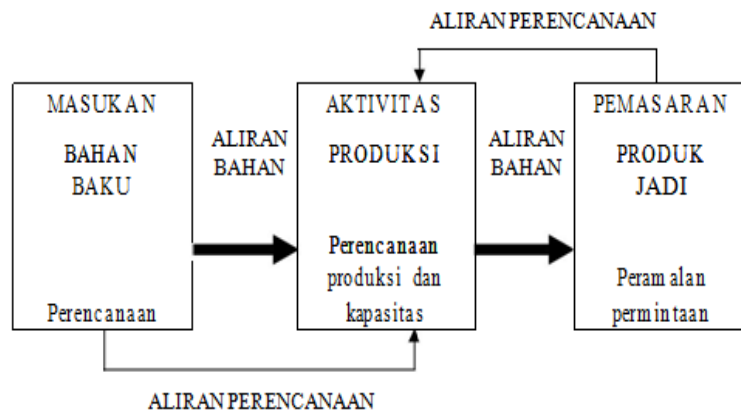 ALIRAN PERENCANAAN
MASUKAN
BAHAN
BAKU
Perencanaan
ALIRAN
BAHAN
AKTIVITAS
PRODUKSI
Perencanaan
produksi dan
kapasitas
ALIRAN
BAHAN
PEMASARAN
PRODUK
JADI
Peramalan
permintaan
ALIRAN PERENCANAAN